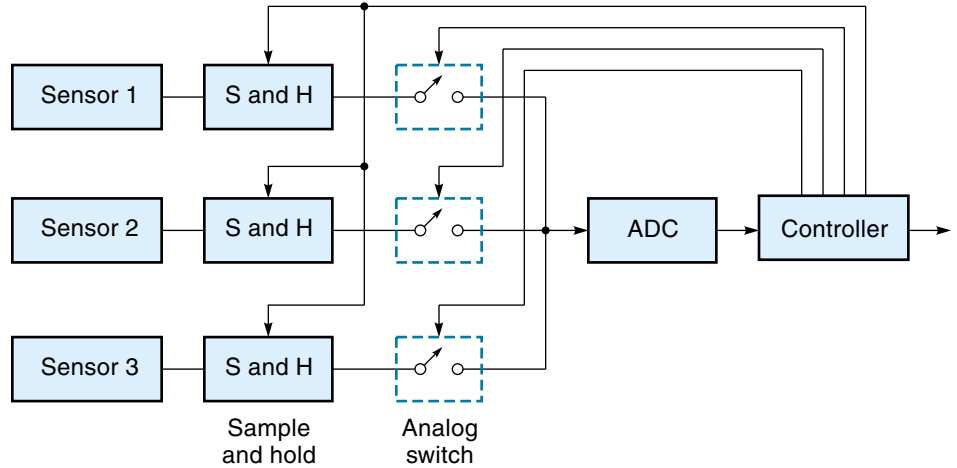 Sensor 1
S and H
Sensor 2
S and H
ADC
Controller
Sensor 3
S and H
Sample
and hold
Analog
switch